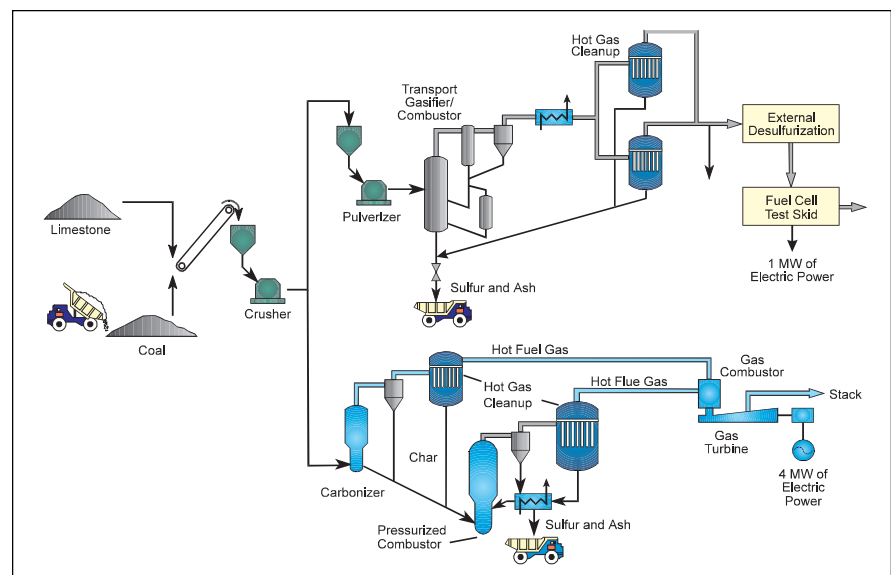 Hot Gas
Cleanup
Transport
Gasifier/
Combustor
External
Desulfurization
Pulverizer
Fuel Cell
Test Skid
Limestone
1 MW of
Electric Power
Sulfur and Ash
Crusher
Coal
Hot Fuel Gas
Gas
Combustor
Hot Gas
Cleanup
Hot Flue Gas
Stack
Gas
Turbine
Char
Carbonizer
4 MW of
Electric
Power
Sulfur and Ash
Pressurized
Combustor